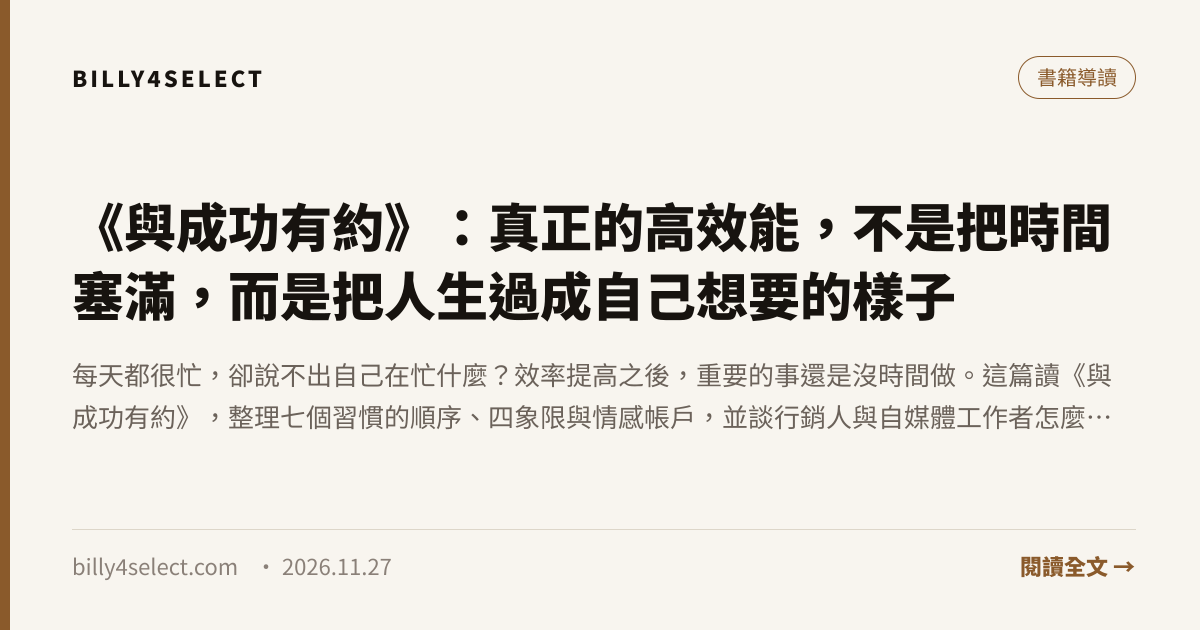 BILLY4SELECT
書籍導讀
《與成功有約》：真正的高效能，不是把時間
塞滿，而是把人生過成自己想要的樣子
每天都很忙，卻說不出自己在忙什麼？效率提高之後，重要的事還是沒時間做。這篇讀《與
成功有約》，整理七個習慣的順序、四象限與情感帳戶，並談行銷人與自媒體工作者怎麼⋯
billy4select.com ・ 2026.11.27
閱讀全文 →